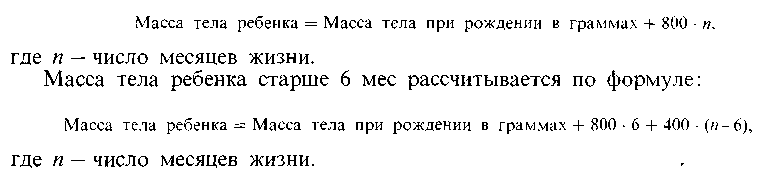 Масса тела ребенка = Масса тела при рождении в граммах + 800 · n,
где n — число месяцев жизни.
Масса тела ребенка старше 6 мес рассчитывается по формуле:
Масса тела ребенка = Масса тела при рождении в граммах + 800 · 6 + 400 · (n – 6),
где n — число месяцев жизни.